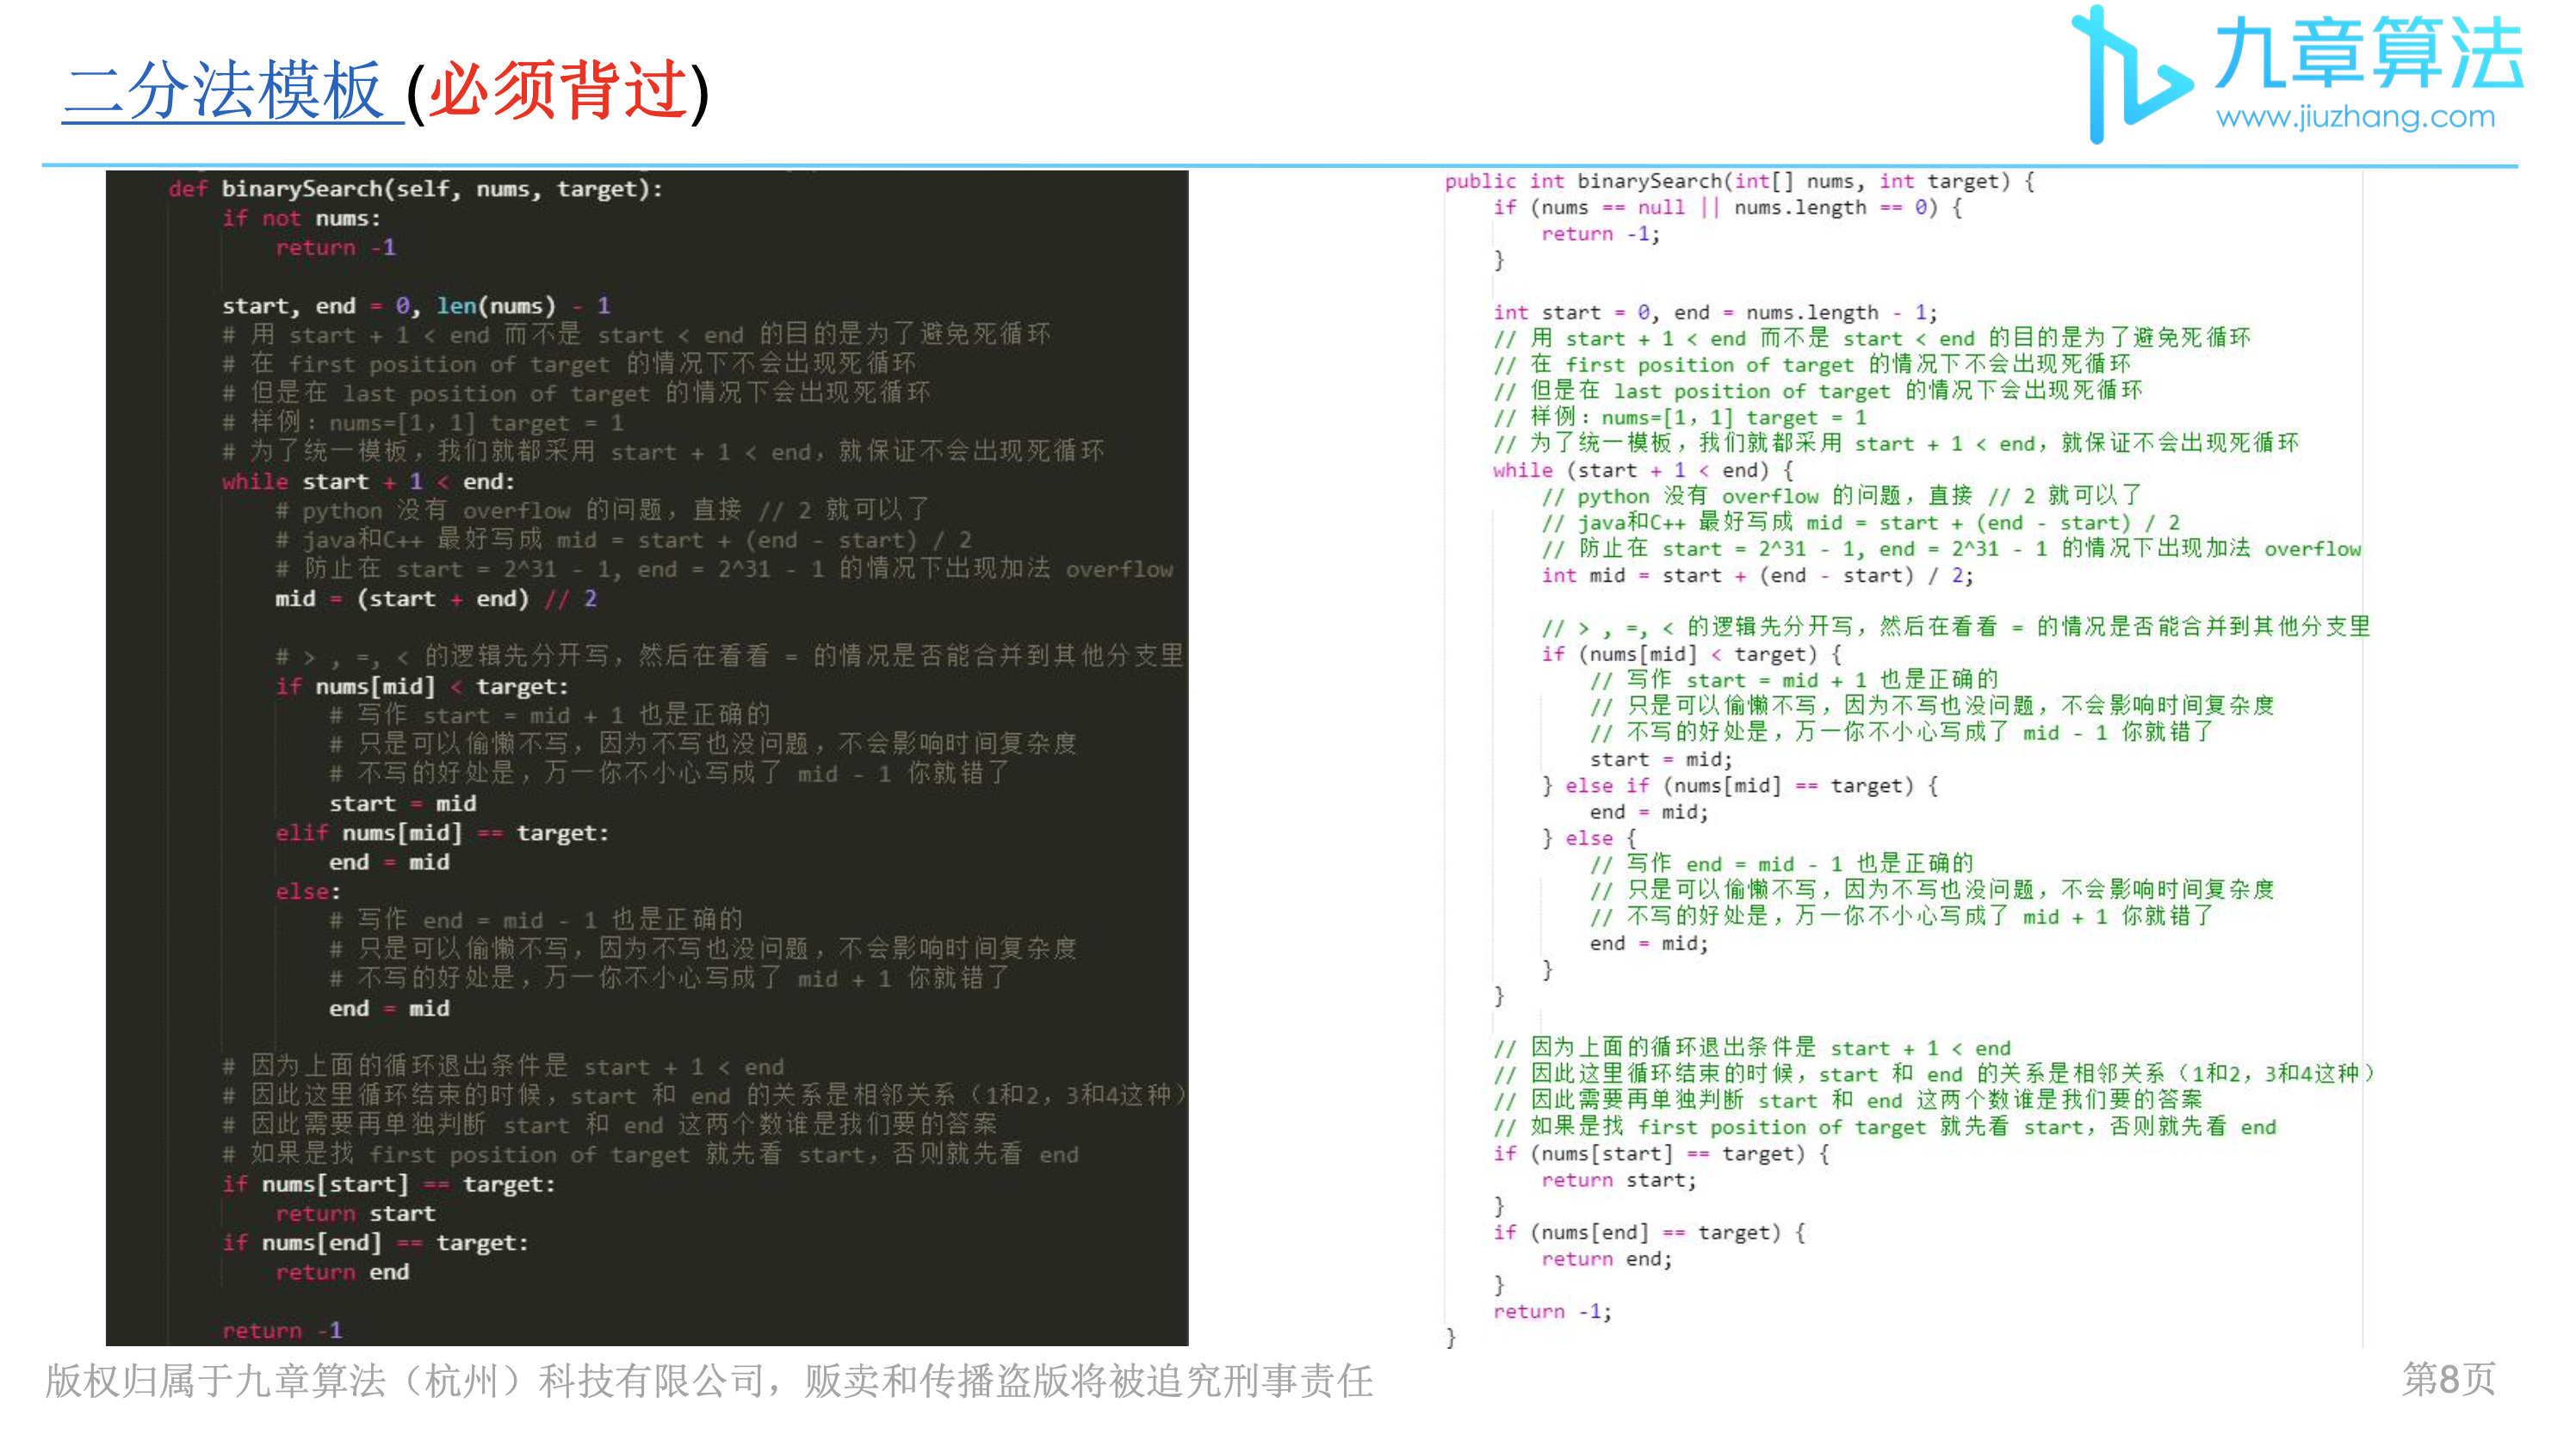 二分法模板 (必须背过)
九章算法
www.jiuzhang.com
def binarySearch(self, nums, target):
if not nums:
return -1
start, end = 0, len(nums) - 1
# 用 start + 1 < end 而不是 start < end 的目的是为了避免死循环
# 在 first position of target 的情况下不会出现死循环
# 但是在 last position of target 的情况下会出现死循环
# 样例：nums=[1，1] target = 1
# 为了统一模板，我们就都采用 start + 1 < end，就保证不会出现死循环
while start + 1 < end:
# python 没有 overflow 的问题，直接 // 2 就可以了
# java和C++ 最好写成 mid = start + (end - start) / 2
# 防止在 start = 2^31 - 1, end = 2^31 - 1 的情况下出现加法 overflow
mid = (start + end) // 2
# > , =, < 的逻辑先分开写，然后在看看 = 的情况是否能合并到其他分支里
if nums[mid] < target:
# 写作 start = mid + 1 也是正确的
# 只是可以偷懒不写，因为不写也没问题，不会影响时间复杂度
# 不写的好处是，万一你不小心写成了 mid - 1 你就错了
start = mid
elif nums[mid] == target:
end = mid
else:
# 写作 end = mid - 1 也是正确的
# 只是可以偷懒不写，因为不写也没问题，不会影响时间复杂度
# 不写的好处是，万一你不小心写成了 mid + 1 你就错了
end = mid
# 因为上面的循环退出条件是 start + 1 < end
# 因此这里循环结束的时候，start 和 end 的关系是相邻关系（1和2，3和4这种）
# 因此需要再单独判断 start 和 end 这两个数谁是我们要的答案
# 如果是找 first position of target 就先看 start，否则就先看 end
if nums[start] == target:
return start
if nums[end] == target:
return end
return -1
public int binarySearch(int[] nums, int target) {
if (nums == null || nums.length == 0) {
return -1;
}
int start = 0, end = nums.length - 1;
// 用 start + 1 < end 而不是 start < end 的目的是为了避免死循环
// 在 first position of target 的情况下不会出现死循环
// 但是在 last position of target 的情况下会出现死循环
// 样例：nums=[1，1] target = 1
// 为了统一模板，我们就都采用 start + 1 < end，就保证不会出现死循环
while (start + 1 < end) {
// python 没有 overflow 的问题，直接 // 2 就可以了
// java和C++ 最好写成 mid = start + (end - start) / 2
// 防止在 start = 2^31 - 1, end = 2^31 - 1 的情况下出现加法 overflow
int mid = start + (end - start) / 2;
// > , =, < 的逻辑先分开写，然后在看看 = 的情况是否能合并到其他分支里
if (nums[mid] < target) {
// 写作 start = mid + 1 也是正确的
// 只是可以偷懒不写，因为不写也没问题，不会影响时间复杂度
// 不写的好处是，万一你不小心写成了 mid - 1 你就错了
start = mid;
} else if (nums[mid] == target) {
end = mid;
} else {
// 写作 end = mid - 1 也是正确的
// 只是可以偷懒不写，因为不写也没问题，不会影响时间复杂度
// 不写的好处是，万一你不小心写成了 mid + 1 你就错了
end = mid;
}
}
// 因为上面的循环退出条件是 start + 1 < end
// 因此这里循环结束的时候，start 和 end 的关系是相邻关系（1和2，3和4这种）
// 因此需要再单独判断 start 和 end 这两个数谁是我们要的答案
// 如果是找 first position of target 就先看 start，否则就先看 end
if (nums[start] == target) {
return start;
}
if (nums[end] == target) {
return end;
}
return -1;
}
版权归属于九章算法（杭州）科技有限公司，贩卖和传播盗版将被追究刑事责任
第8页